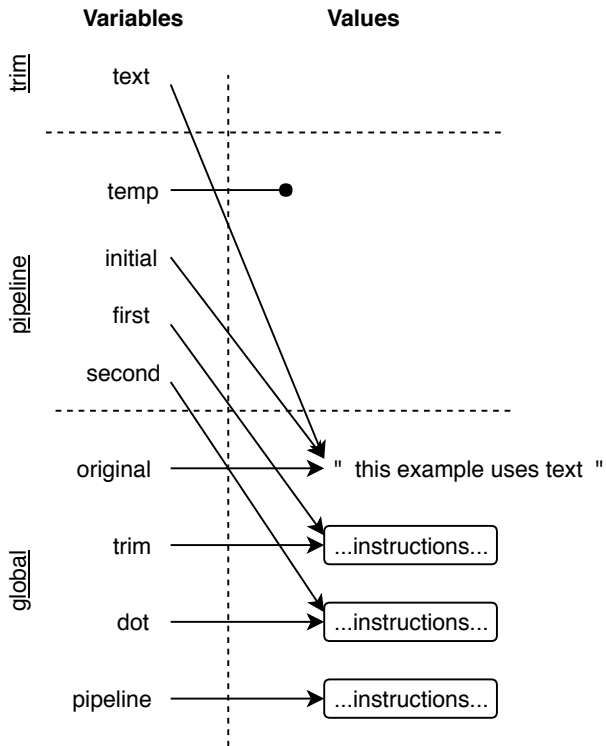 Variables Values
trim
text
pipeline
temp
initial
first
second
global
original " this example uses text "
trim ...instructions...
dot ...instructions...
pipeline ...instructions...